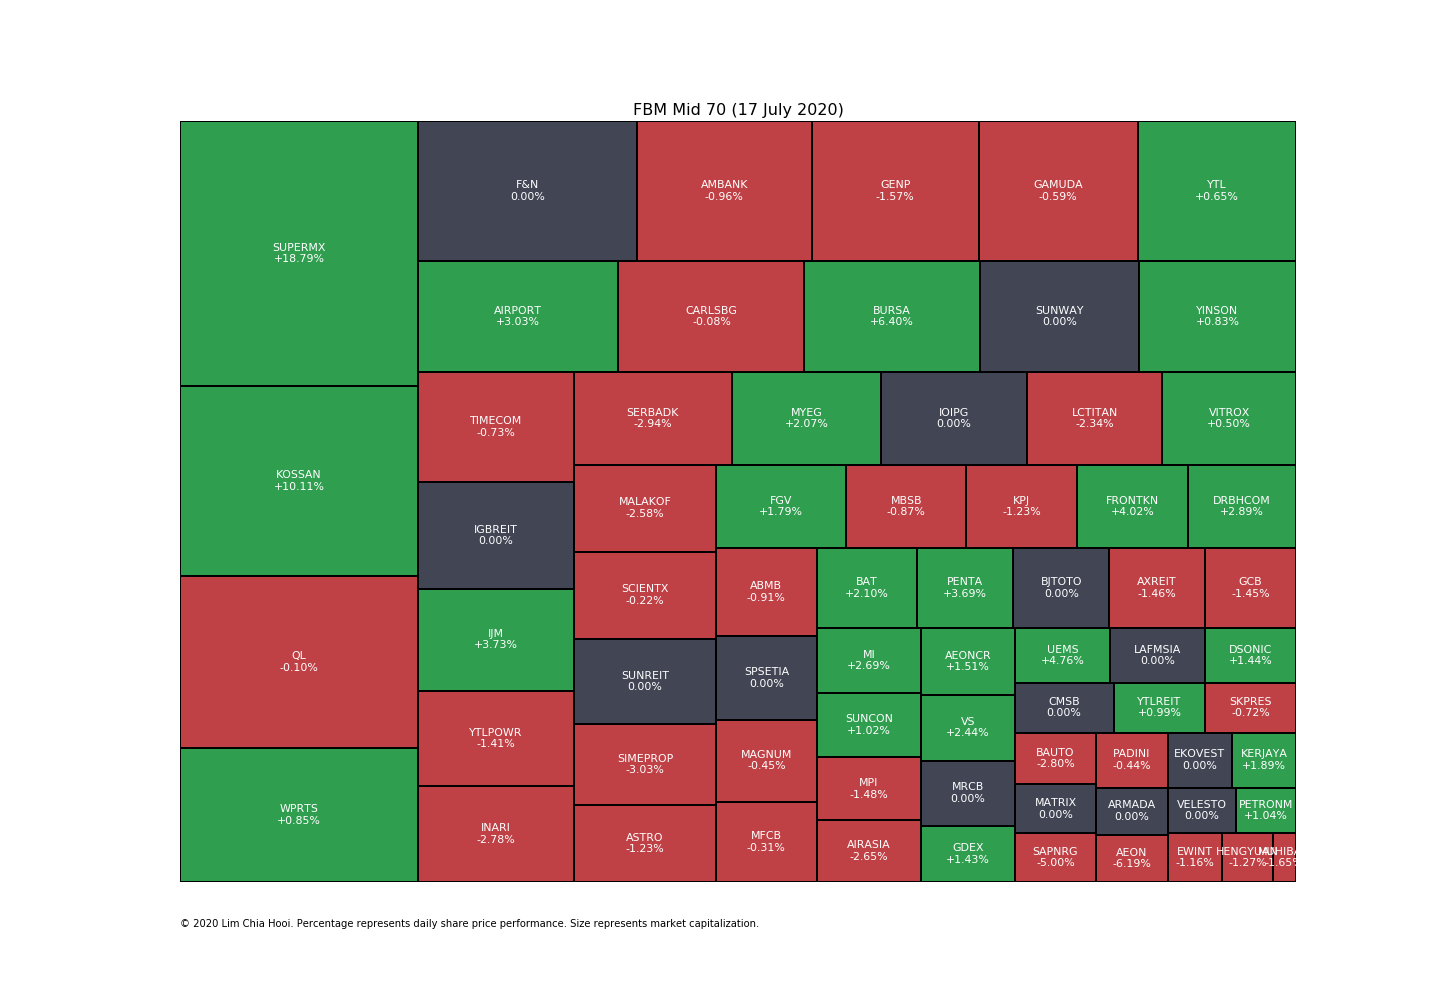 FBM Mid 70 (17 July 2020)
SUPERMX
+18.79%
KOSSAN
+10.11%
QL
-0.10%
WPRTS
+0.85%
F&N
0.00%
AMBANK
-0.96%
GENP
-1.57%
GAMUDA
-0.59%
YTL
+0.65%
AIRPORT
+3.03%
CARLSBG
-0.08%
BURSA
+6.40%
SUNWAY
0.00%
YINSON
+0.83%
TIMECOM
-0.73%
IGBREIT
0.00%
IJM
+3.73%
YTLPOWR
-1.41%
INARI
-2.78%
SERBADK
-2.94%
MYEG
+2.07%
IOIPG
0.00%
LCTITAN
-2.34%
VITROX
+0.50%
MALAKOF
-2.58%
SCIENTX
-0.22%
SUNREIT
0.00%
SIMEPROP
-3.03%
ASTRO
-1.23%
FGV
+1.79%
MBSB
-0.87%
KPJ
-1.23%
FRONTKN
+4.02%
DRBHCOM
+2.89%
ABMB
-0.91%
SPSETIA
0.00%
MAGNUM
-0.45%
MFCB
-0.31%
BAT
+2.10%
PENTA
+3.69%
BJTOTO
0.00%
AXREIT
-1.46%
GCB
-1.45%
MI
+2.69%
SUNCON
+1.02%
MPI
-1.48%
AIRASIA
-2.65%
AEONCR
+1.51%
VS
+2.44%
MRCB
0.00%
GDEX
+1.43%
UEMS
+4.76%
LAFMSIA
0.00%
DSONIC
+1.44%
CMSB
0.00%
YTLREIT
+0.99%
SKPRES
-0.72%
BAUTO
-2.80%
MATRIX
0.00%
SAPNRG
-5.00%
PADINI
-0.44%
ARMADA
0.00%
AEON
-6.19%
EKOVEST
0.00%
KERJAYA
+1.89%
VELESTO
0.00%
PETRONM
+1.04%
EWINT
-1.16%
HENGYUAN
-1.27%
-1.65%
© 2020 Lim Chia Hooi. Percentage represents daily share price performance. Size represents market capitalization.